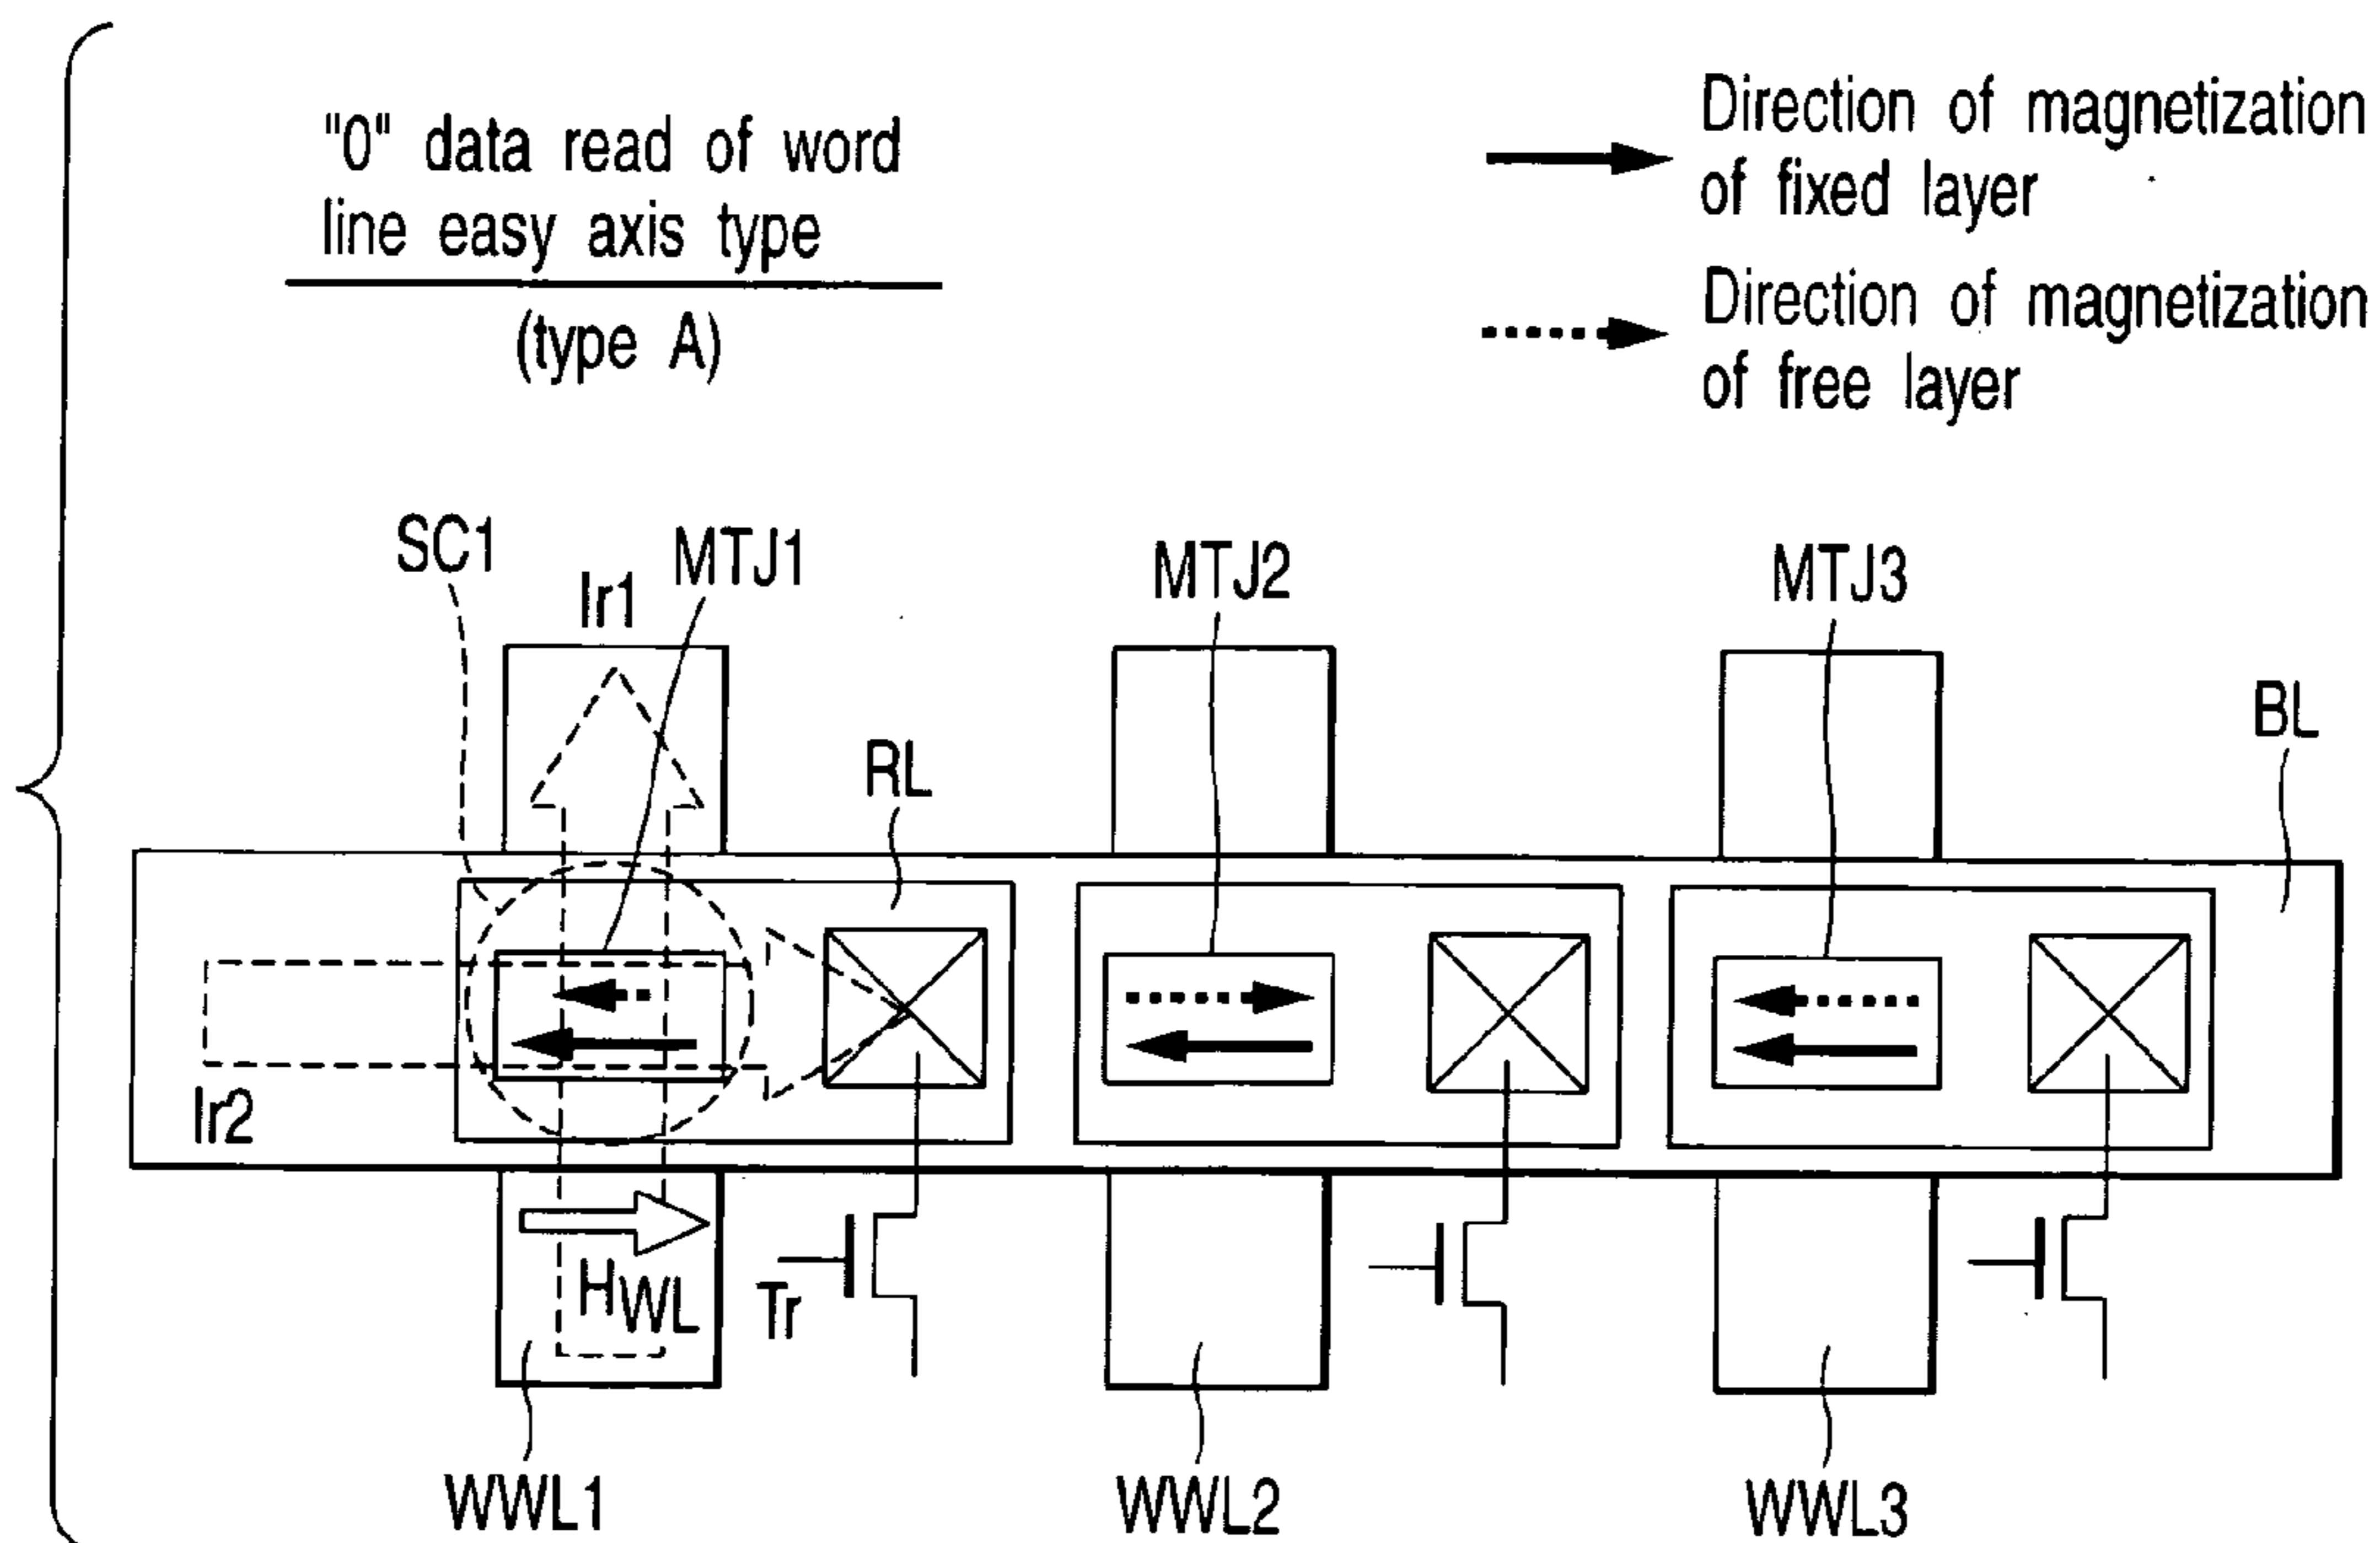 "0" data read of word
line easy axis type
(type A)
Direction of magnetization
of fixed layer
Direction of magnetization
of free layer
SC1
Ir1
MTJ1
MTJ2
MTJ3
RL
BL
Ir2
HWL
Tr
WWL1
WWL2
WWL3